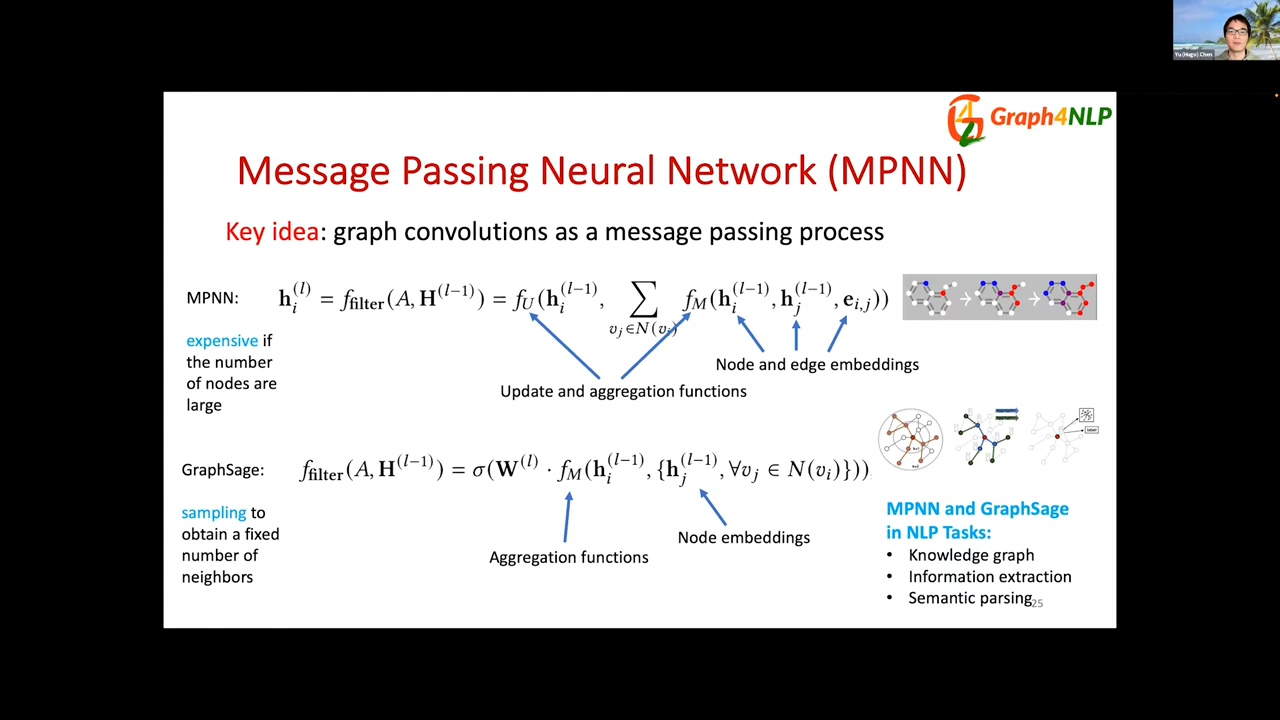 Yu (Hugo) Chen
Graph4NLP
Message Passing Neural Network (MPNN)
Key idea: graph convolutions as a message passing process
MPNN: h_i^{(l)} = f_filter(A, H^{(l-1)}) = f_U(h_i^{(l-1)}, ∑_{v_j∈N(v_i)} f_M(h_i^{(l-1)}, h_j^{(l-1)}, e_{i,j}))
expensive if
the number
of nodes are
large
Node and edge embeddings
Update and aggregation functions
GraphSage: f_filter(A, H^{(l-1)}) = σ(W^{(l)} · f_M(h_i^{(l-1)}, {h_j^{(l-1)}, ∀v_j ∈ N(v_i)}))
sampling to
obtain a fixed
number of
neighbors
Aggregation functions
Node embeddings
MPNN and GraphSage
in NLP Tasks:
• Knowledge graph
• Information extraction
• Semantic parsing
25